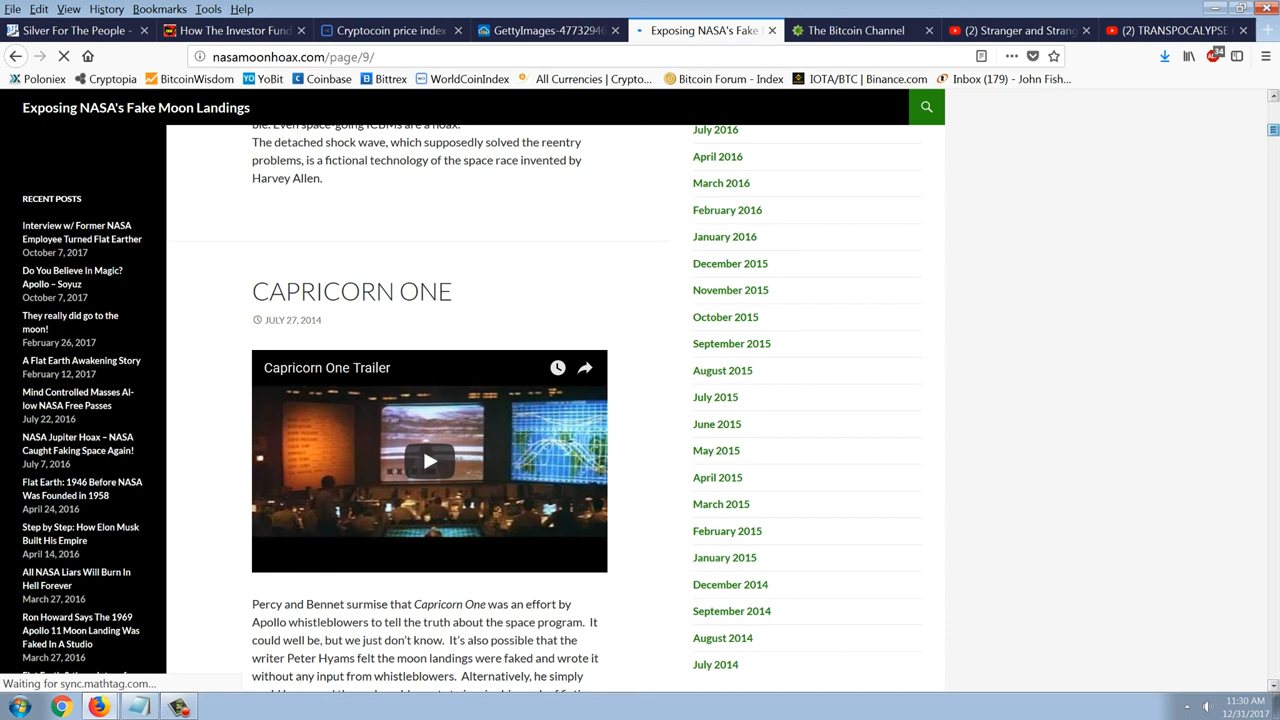 File Edit View History Bookmarks Tools Help
Silver For The People - How The Investor Fund Cryptocoin price index GettyImages-47732946 Exposing NASA's Fake The Bitcoin Channel (2) Stranger and Strang (2) TRANSPOCALYPSE
nasamoonhoax.com/page/9/ 34
Poloniex Cryptopia BitcoinWisdom YoBit Coinbase Bittrex WorldCoinIndex All Currencies | Crypto... Bitcoin Forum - Index IOTA/BTC | Binance.com Inbox (179) - John Fish...
Exposing NASA's Fake Moon Landings
ble. Even space-going ICBMs are a hoax.
The detached shock wave, which supposedly solved the reentry
problems, is a fictional technology of the space race invented by
Harvey Allen.
CAPRICORN ONE
JULY 27, 2014
Capricorn One Trailer
Percy and Bennet surmise that Capricorn One was an effort by
Apollo whistleblowers to tell the truth about the space program. It
could well be, but we just don't know. It's also possible that the
writer Peter Hyams felt the moon landings were faked and wrote it
without any input from whistleblowers. Alternatively, he simply
RECENT POSTS
Interview w/ Former NASA
Employee Turned Flat Earther
October 7, 2017
Do You Believe In Magic?
Apollo – Soyuz
October 7, 2017
They really did go to the
moon!
February 26, 2017
A Flat Earth Awakening Story
February 12, 2017
Mind Controlled Masses Al-
low NASA Free Passes
July 22, 2016
NASA Jupiter Hoax – NASA
Caught Faking Space Again!
July 7, 2016
Flat Earth: 1946 Before NASA
Was Founded in 1958
April 24, 2016
Step by Step: How Elon Musk
Built His Empire
April 14, 2016
All NASA Liars Will Burn In
Hell Forever
March 27, 2016
Ron Howard Says The 1969
Apollo 11 Moon Landing Was
Faked In A Studio
March 27, 2016
July 2016
April 2016
March 2016
February 2016
January 2016
December 2015
November 2015
October 2015
September 2015
August 2015
July 2015
June 2015
May 2015
April 2015
March 2015
February 2015
January 2015
December 2014
September 2014
August 2014
July 2014
Waiting for sync.mathtag.com...
11:30 AM
12/31/2017